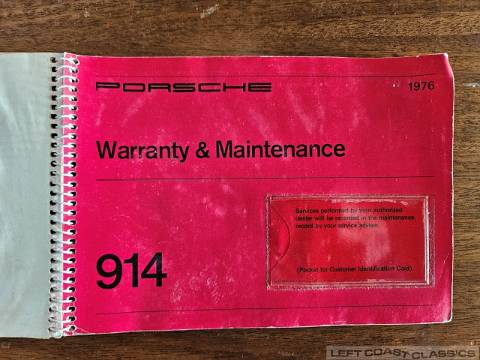 PORSCHE 1976
Warranty & Maintenance
Services performed by your authorized
dealer will be recorded in the maintenance
record by your service advisor.
914
(Pocket for Customer Identification Card)
LEFT COAST CLASSICS